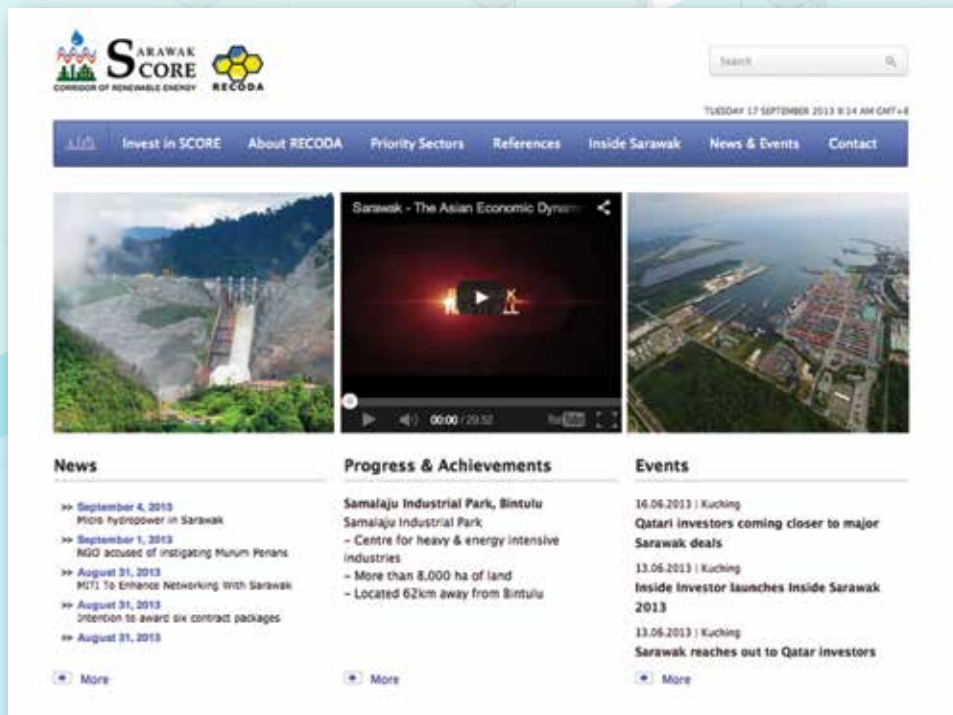 SARAWAK
SCORE
CORRIDOR OF RENEWABLE ENERGY
RECODA
Search
TUESDAY 17 SEPTEMBER 2013 9:14 AM GMT+8
Invest in SCORE About RECODA Priority Sectors References Inside Sarawak News & Events Contact
Sarawak - The Asian Economic Dynam
00:00 / 20:52
YouTube
News
>> September 4, 2013
Micro hydropower in Sarawak
>> September 1, 2013
NGO accused of instigating Murum Penans
>> August 31, 2013
MITI To Enhance Networking With Sarawak
>> August 31, 2013
Intention to award six contract packages
>> August 31, 2013
More
Progress & Achievements
Samalaju Industrial Park, Bintulu
Samalaju Industrial Park
– Centre for heavy & energy intensive
industries
– More than 8,000 ha of land
– Located 62km away from Bintulu
More
Events
16.06.2013 | Kuching
Qatari investors coming closer to major
Sarawak deals
13.06.2013 | Kuching
Inside Investor launches Inside Sarawak
2013
13.06.2013 | Kuching
Sarawak reaches out to Qatar investors
More